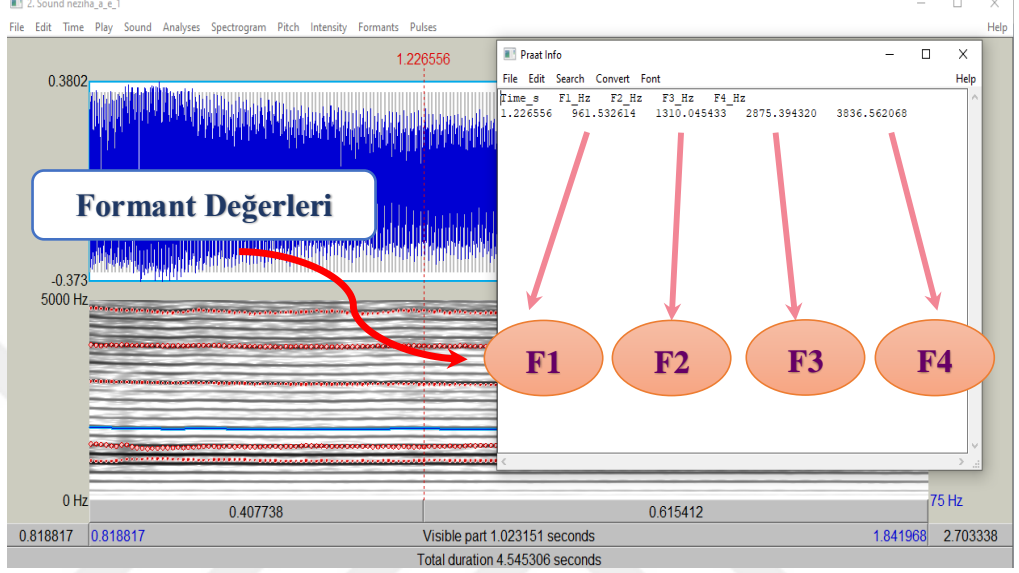 2. Sound neziha_a_e_1
File Edit Time Play Sound Analyses Spectrogram Pitch Intensity Formants Pulses Help
1.226556
0.3802
-0.373
5000 Hz
0 Hz
75 Hz
Formant Değerleri
Praat Info
File Edit Search Convert Font Help
Time_s F1_Hz F2_Hz F3_Hz F4_Hz
1.226556 961.532614 1310.045433 2875.394320 3836.562068
F1 F2 F3 F4
0.407738 0.615412
0.818817 0.818817 Visible part 1.023151 seconds 1.841968 2.703338
Total duration 4.545306 seconds